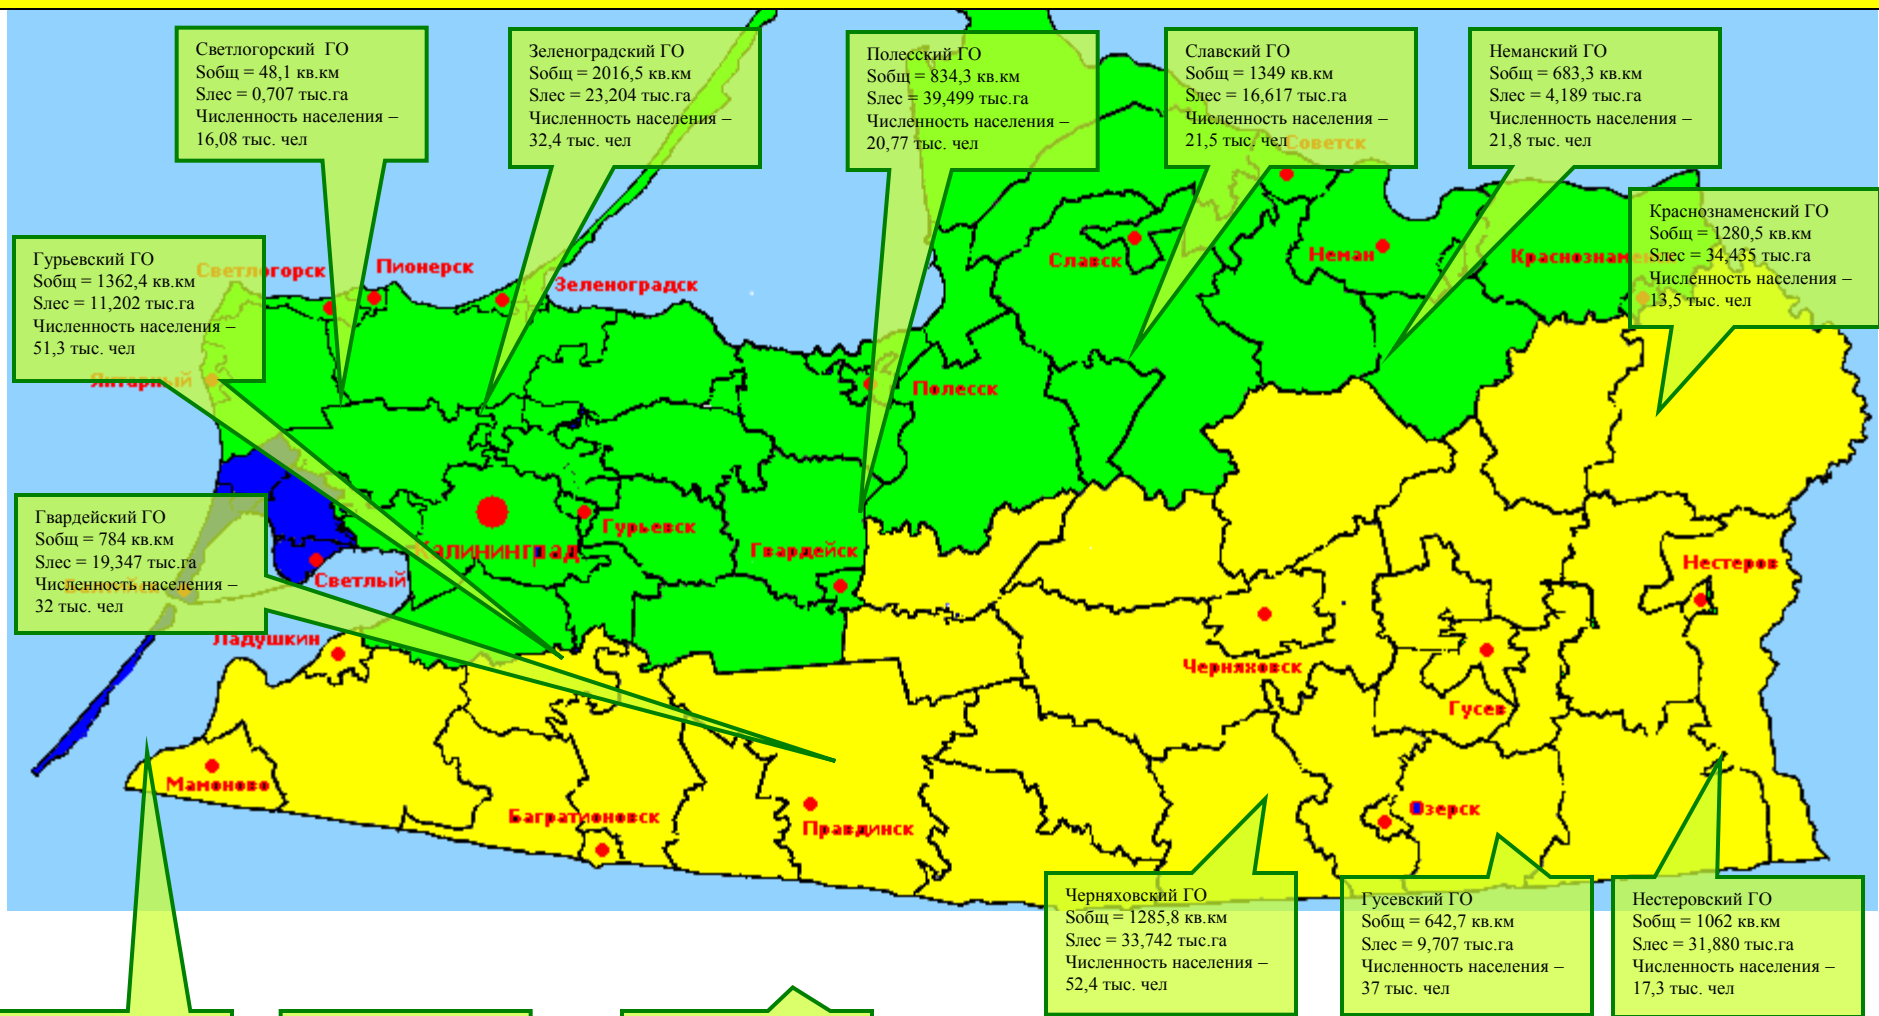 Светлогорский ГО
Sобщ = 48,1 кв.км
Sлес = 0,707 тыс.га
Численность населения –
16,08 тыс. чел
Зеленоградский ГО
Sобщ = 2016,5 кв.км
Sлес = 23,204 тыс.га
Численность населения –
32,4 тыс. чел
Полесский ГО
Sобщ = 834,3 кв.км
Sлес = 39,499 тыс.га
Численность населения –
20,77 тыс. чел
Славский ГО
Sобщ = 1349 кв.км
Sлес = 16,617 тыс.га
Численность населения –
21,5 тыс. чел
Неманский ГО
Sобщ = 683,3 кв.км
Sлес = 4,189 тыс.га
Численность населения –
21,8 тыс. чел
Краснознаменский ГО
Sобщ = 1280,5 кв.км
Sлес = 34,435 тыс.га
Численность населения –
13,5 тыс. чел
Гурьевский ГО
Sобщ = 1362,4 кв.км
Sлес = 11,202 тыс.га
Численность населения –
51,3 тыс. чел
Гвардейский ГО
Sобщ = 784 кв.км
Sлес = 19,347 тыс.га
Численность населения –
32 тыс. чел
Советск
Светлогорск
Пионерск
Зеленоградск
Славск
Неман
Краснознаме
Янтарный
Полесск
Гурьевск
Калининград
Гвардейск
Светлый
Нестеров
Ладушкин
Черняховск
Гусев
Мамоново
Багратионовск
Правдинск
Озерск
Черняховский ГО
Sобщ = 1285,8 кв.км
Sлес = 33,742 тыс.га
Численность населения –
52,4 тыс. чел
Гусевский ГО
Sобщ = 642,7 кв.км
Sлес = 9,707 тыс.га
Численность населения –
37 тыс. чел
Нестеровский ГО
Sобщ = 1062 кв.км
Sлес = 31,880 тыс.га
Численность населения –
17,3 тыс. чел